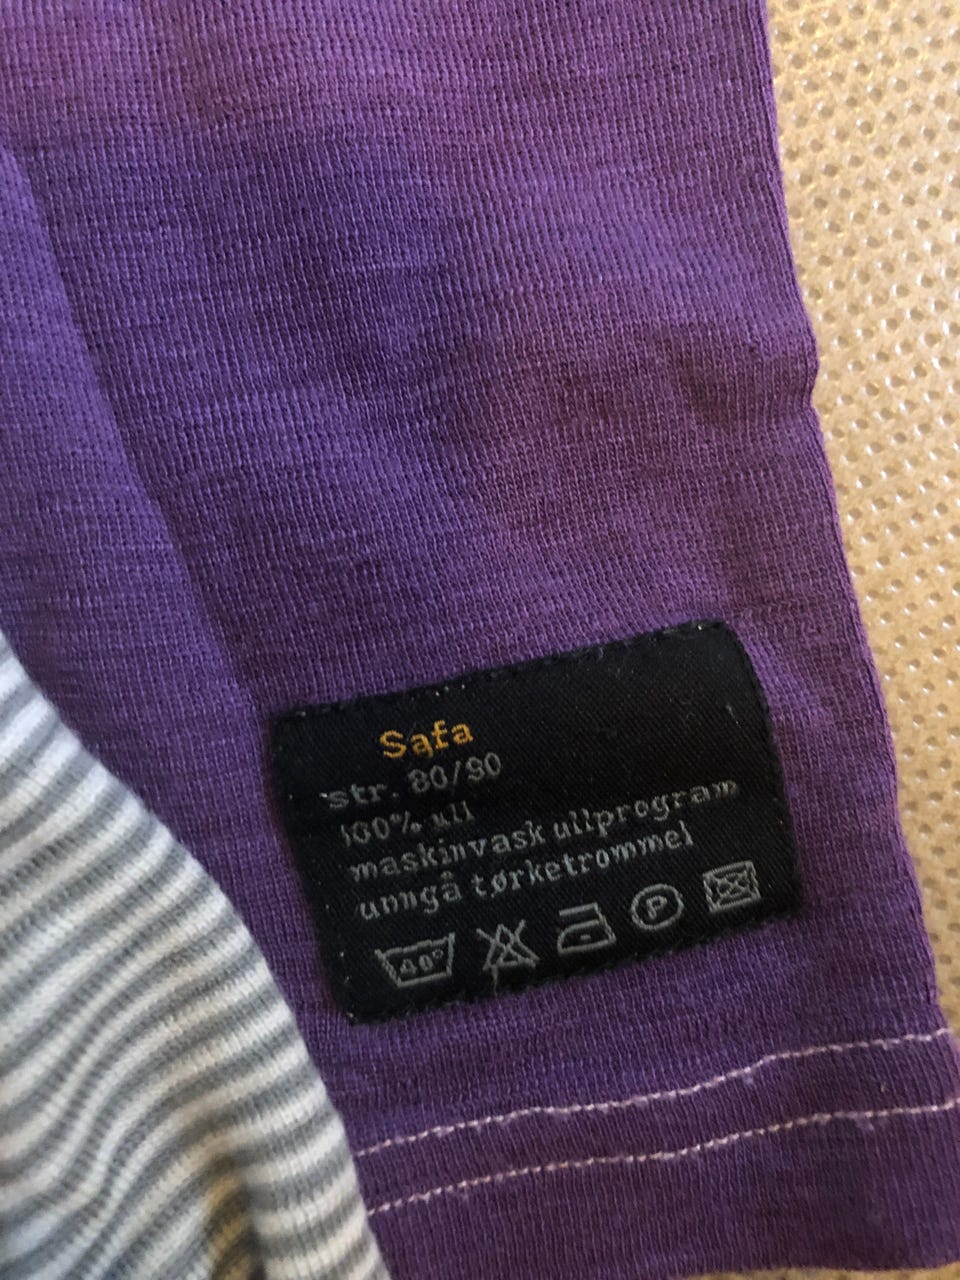 Safa
str. 80/90
100% ull
maskinvask ullprogram
unngå tørketrommel
40°
P